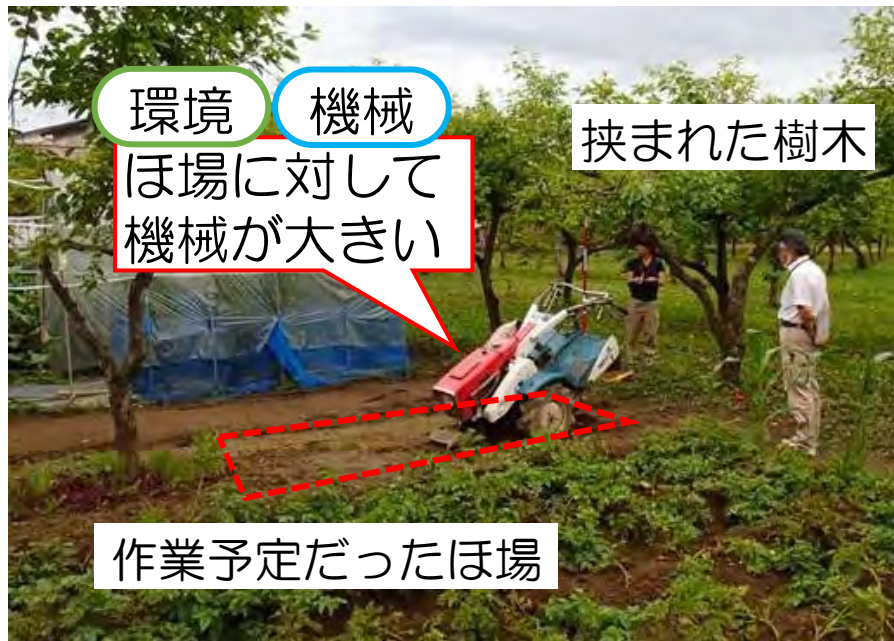 環境 機械
ほ場に対して
機械が大きい
挟まれた樹木
作業予定だったほ場